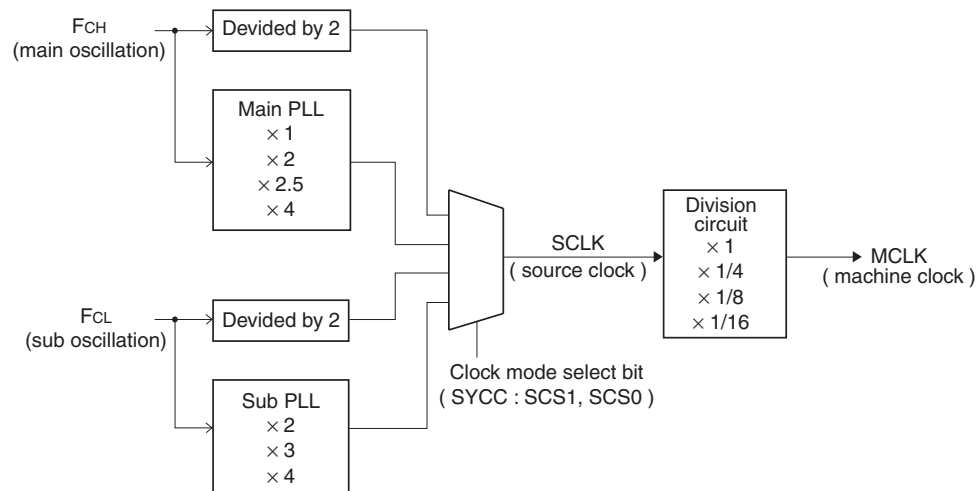 FCH
(main oscillation)
Devided by 2
Main PLL
× 1
× 2
× 2.5
× 4
FCL
(sub oscillation)
Devided by 2
Sub PLL
× 2
× 3
× 4
SCLK
( source clock )
Clock mode select bit
( SYCC : SCS1, SCS0 )
Division
circuit
× 1
× 1/4
× 1/8
× 1/16
MCLK
( machine clock )